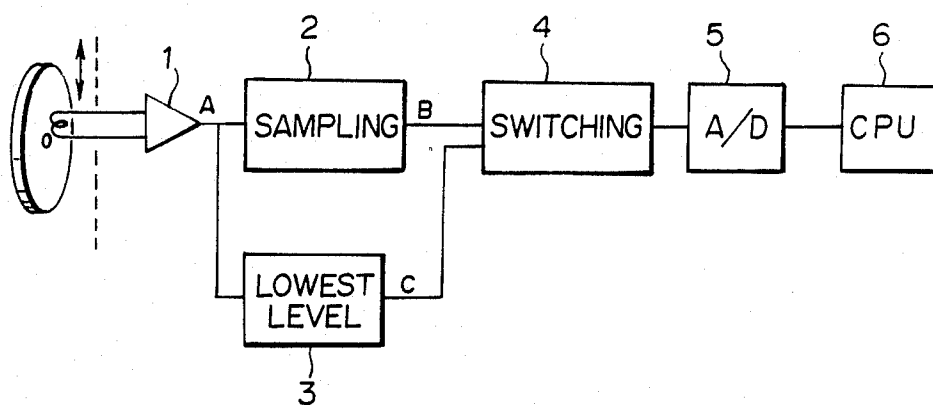 1
2
3
4
5
6
A
B
C
SAMPLING
LOWEST
LEVEL
SWITCHING
A/D
CPU